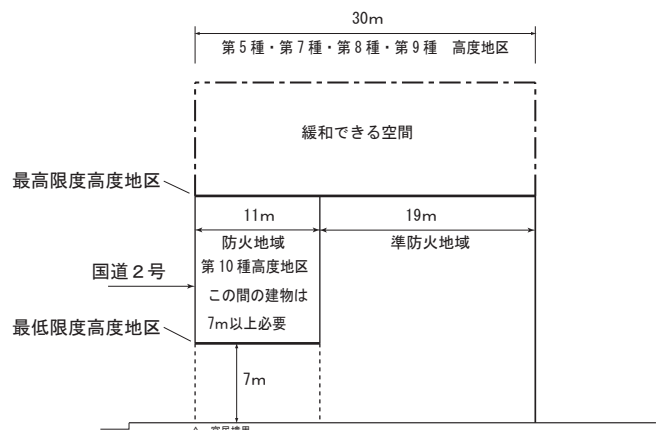 30m
第5種・第7種・第8種・第9種 高度地区
緩和できる空間
最高限度高度地区
11m
19m
防火地域
準防火地域
第10種高度地区
国道2号
この間の建物は
7m以上必要
最低限度高度地区
7m